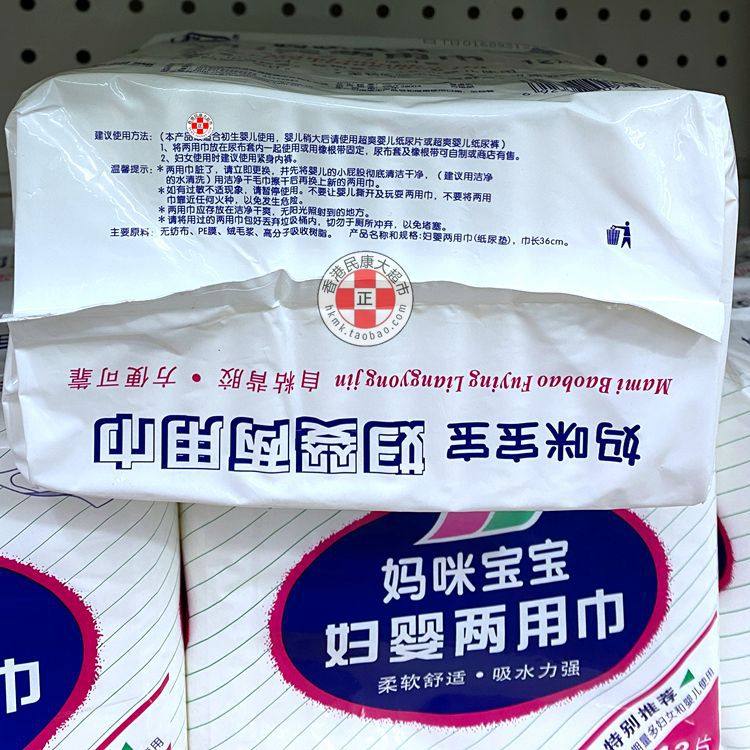 建议使用方法：（本产品适合初生婴儿使用，婴儿稍大后请使用超爽婴儿纸尿片或超爽婴儿纸尿裤）
1、将两用巾放在尿布套内一起使用或用橡根带固定，尿布套及橡根带可自制或商店有售。
2、妇女使用时建议使用紧身内裤。
温馨提示：*两用巾脏了，请立即更换，并先将婴儿的小屁股彻底清洁干净，（建议用洁净
的水清洗）用洁净干毛巾擦干后再换上新的两用巾。
*如有过敏不适现象，请暂停使用。不要让婴儿撕开及玩耍两用巾，不要将两用
巾靠近任何火种，以免发生危险。
*两用巾应存放在洁净干爽，无阳光照射到的地方。
*请将用过的两用巾包好丢弃垃圾桶内，切勿于厕所冲弃，以免堵塞。
主要原料：无纺布、PE膜、绒毛浆、高分子吸收树脂。 产品名称和规格:妇婴两用巾(纸尿垫)，巾长36cm。
香港民康大超市
正
hkmk.taobao.com
Mami Baobao Fuying Liangyong jin 自粘背胶・方便可靠
妈咪宝宝 妇婴两用巾
妈咪宝宝
妇婴两用巾
柔软舒适・吸水力强
特别推荐
量多妇女和婴儿使用
片
巾
使用